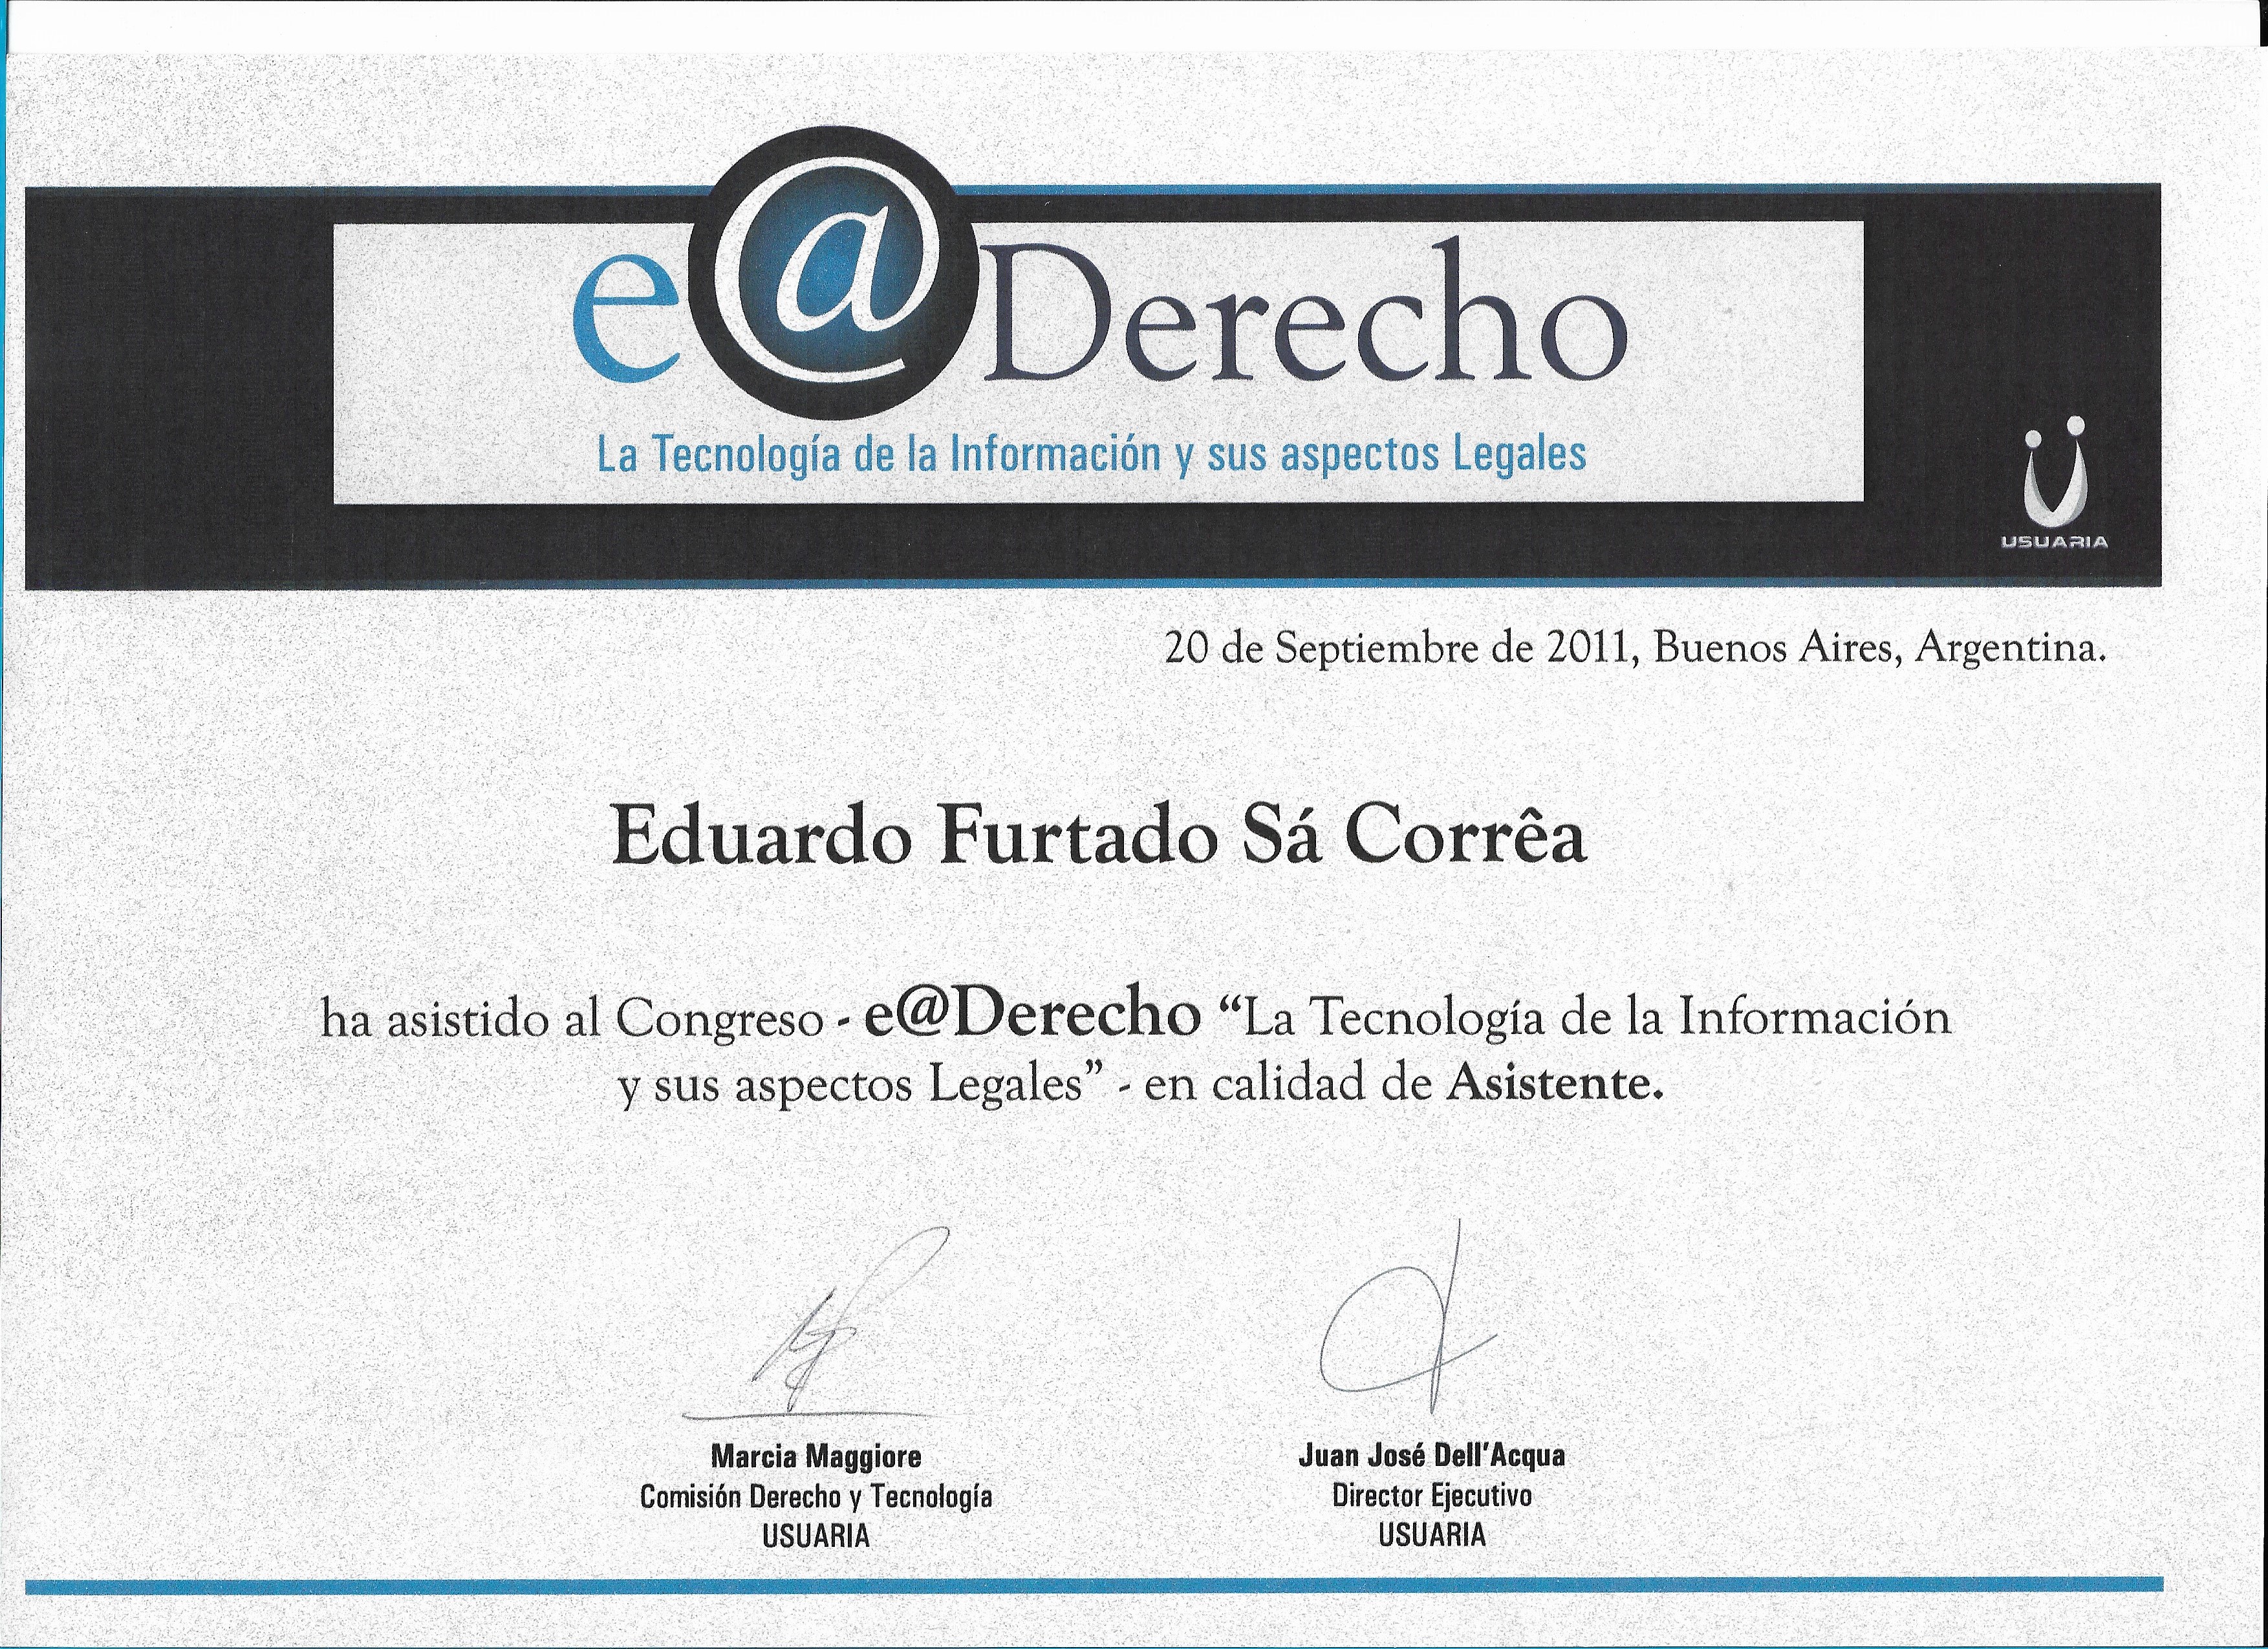 e@Derecho
La Tecnología de la Información y sus aspectos Legales
USUARIA
20 de Septiembre de 2011, Buenos Aires, Argentina.
Eduardo Furtado Sá Corrêa
ha asistido al Congreso - e@Derecho “La Tecnología de la Información
y sus aspectos Legales” - en calidad de Asistente.
Marcia Maggiore
Comisión Derecho y Tecnología
USUARIA
Juan José Dell'Acqua
Director Ejecutivo
USUARIA